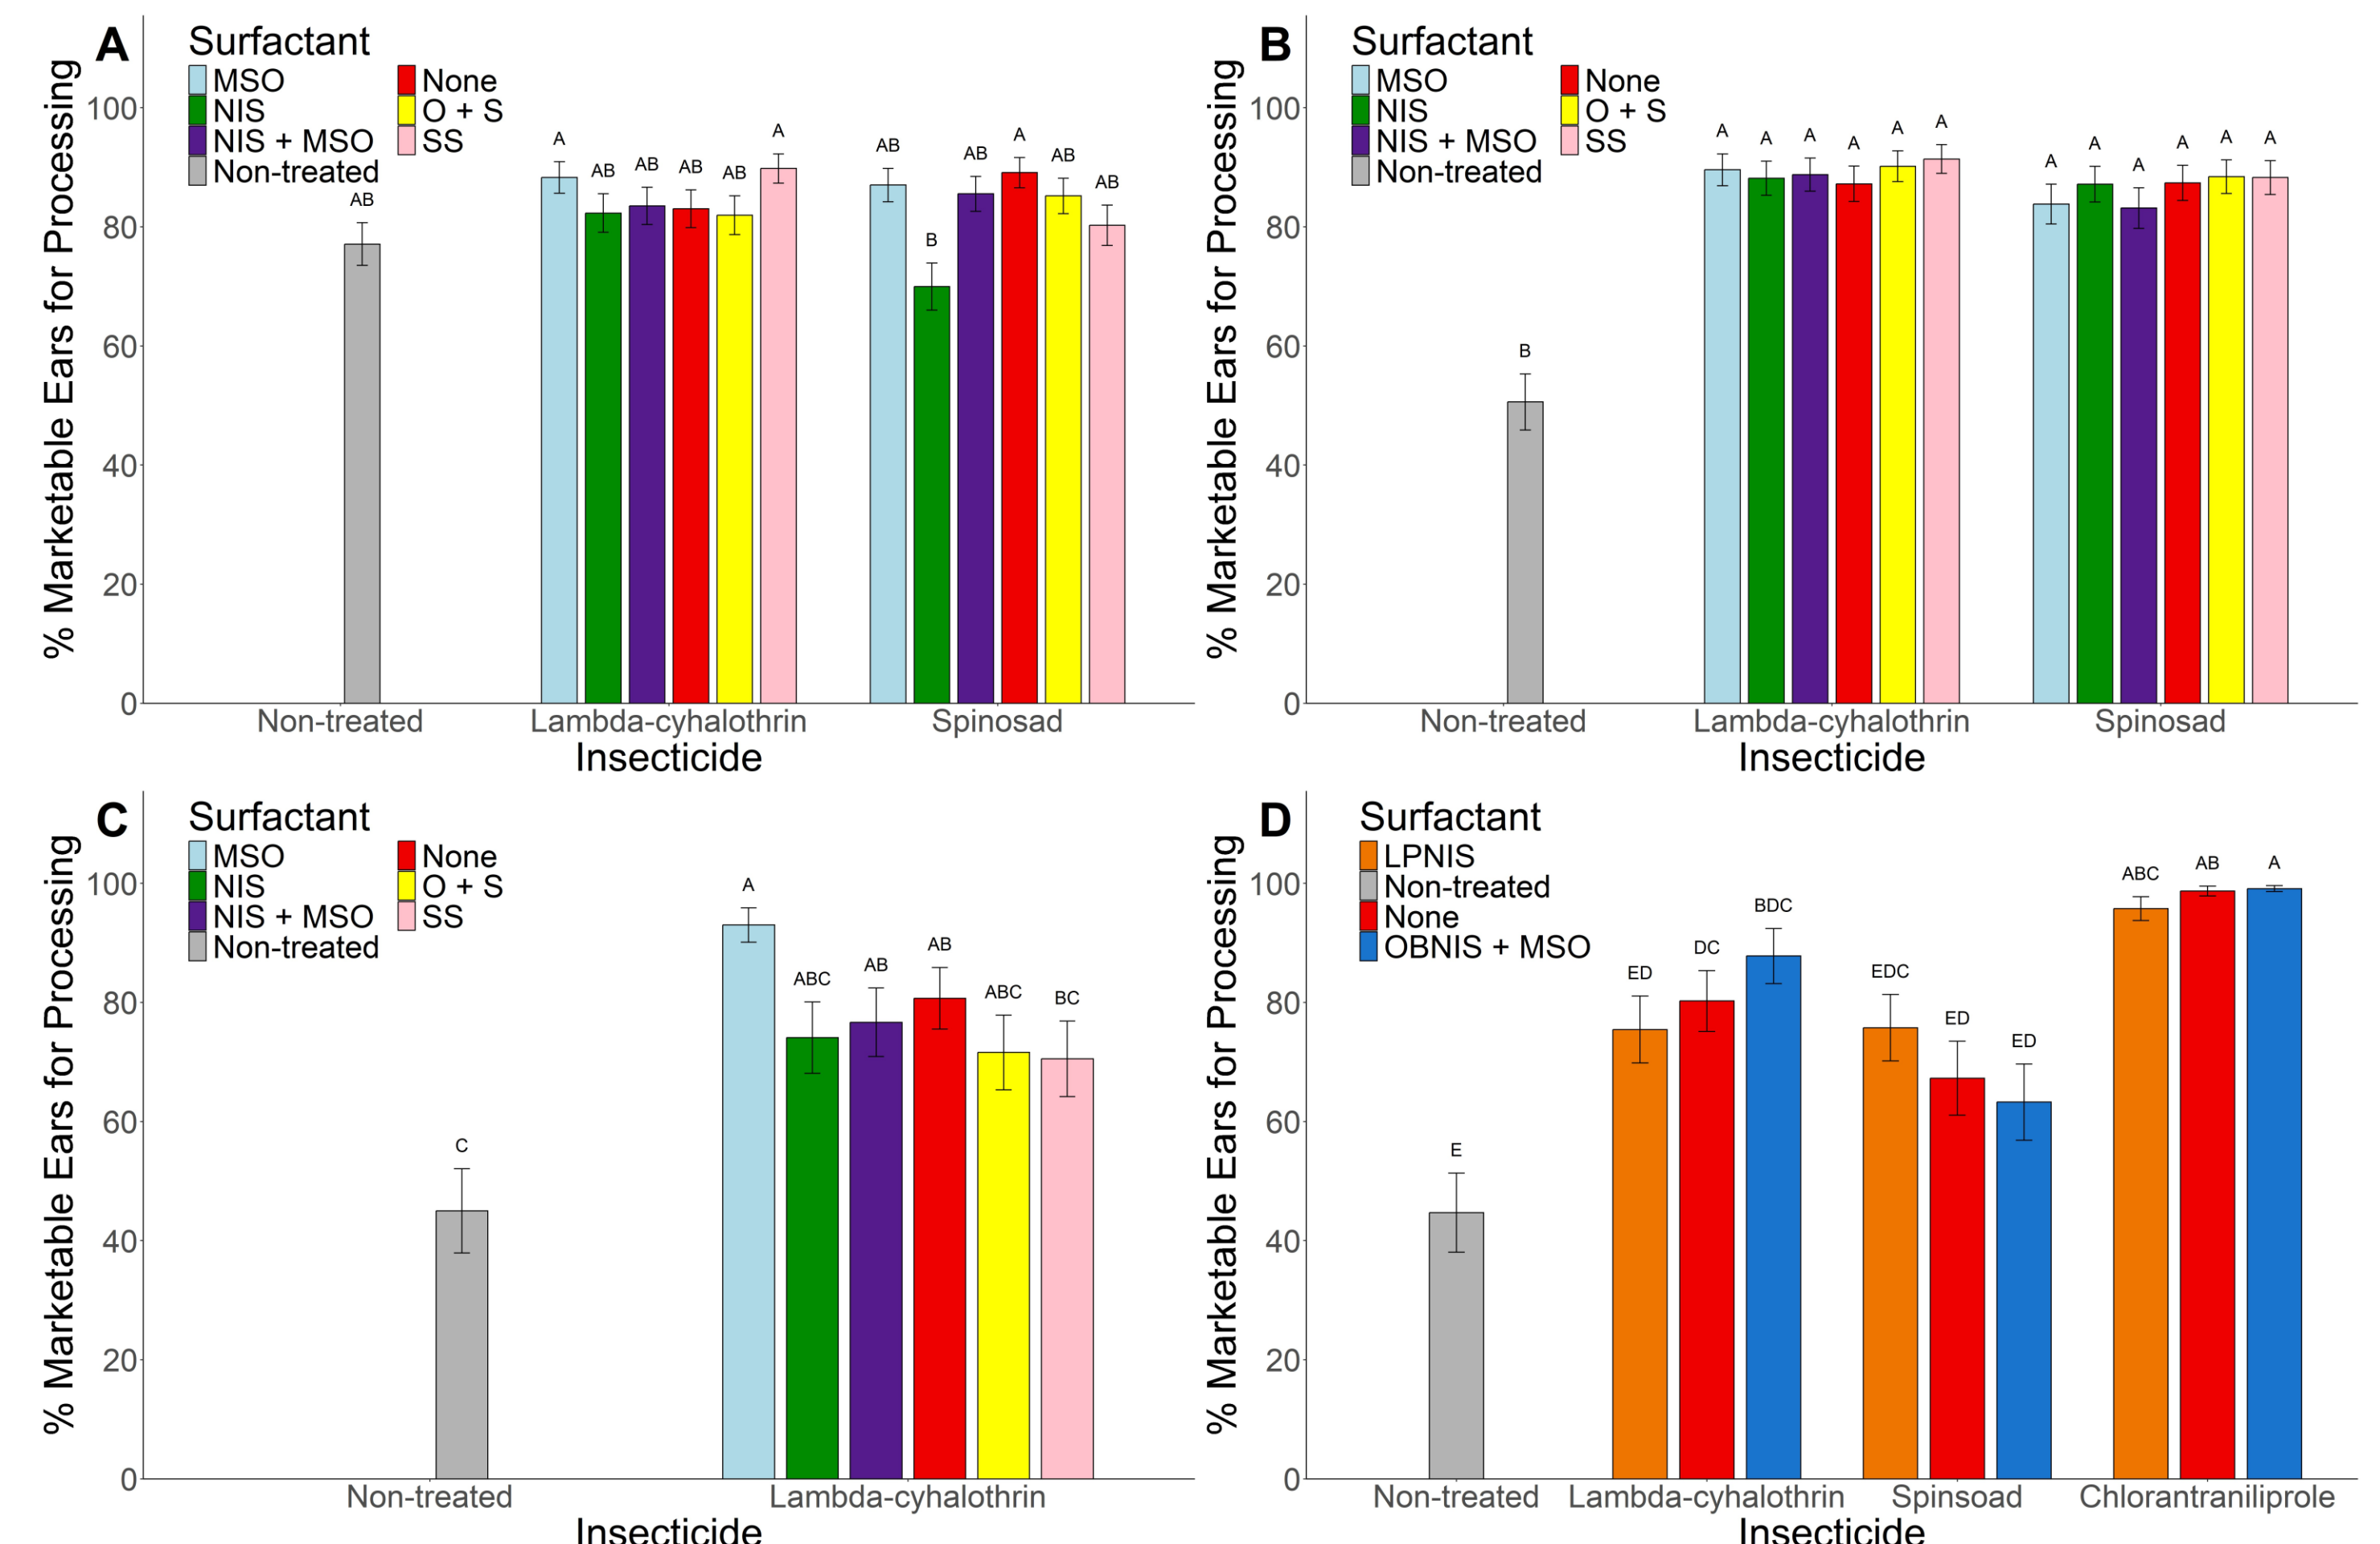 A
Surfactant
MSO None
NIS O + S
NIS + MSO SS
Non-treated
% Marketable Ears for Processing
100
80
60
40
20
0
AB
A AB AB AB AB A
AB B AB A AB AB
Non-treated Lambda-cyhalothrin Spinosad
Insecticide
B
Surfactant
MSO None
NIS O + S
NIS + MSO SS
Non-treated
% Marketable Ears for Processing
100
80
60
40
20
0
B
A A A A A A
A A A A A A
Non-treated Lambda-cyhalothrin Spinosad
Insecticide
C
Surfactant
MSO None
NIS O + S
NIS + MSO SS
Non-treated
% Marketable Ears for Processing
100
80
60
40
20
0
C
A ABC AB AB ABC BC
Non-treated Lambda-cyhalothrin
Insecticide
D
Surfactant
LPNIS
Non-treated
None
OBNIS + MSO
% Marketable Ears for Processing
100
80
60
40
20
0
E
ED DC BDC
EDC ED ED
ABC AB A
Non-treated Lambda-cyhalothrin Spinsoad Chlorantraniliprole
Insecticide